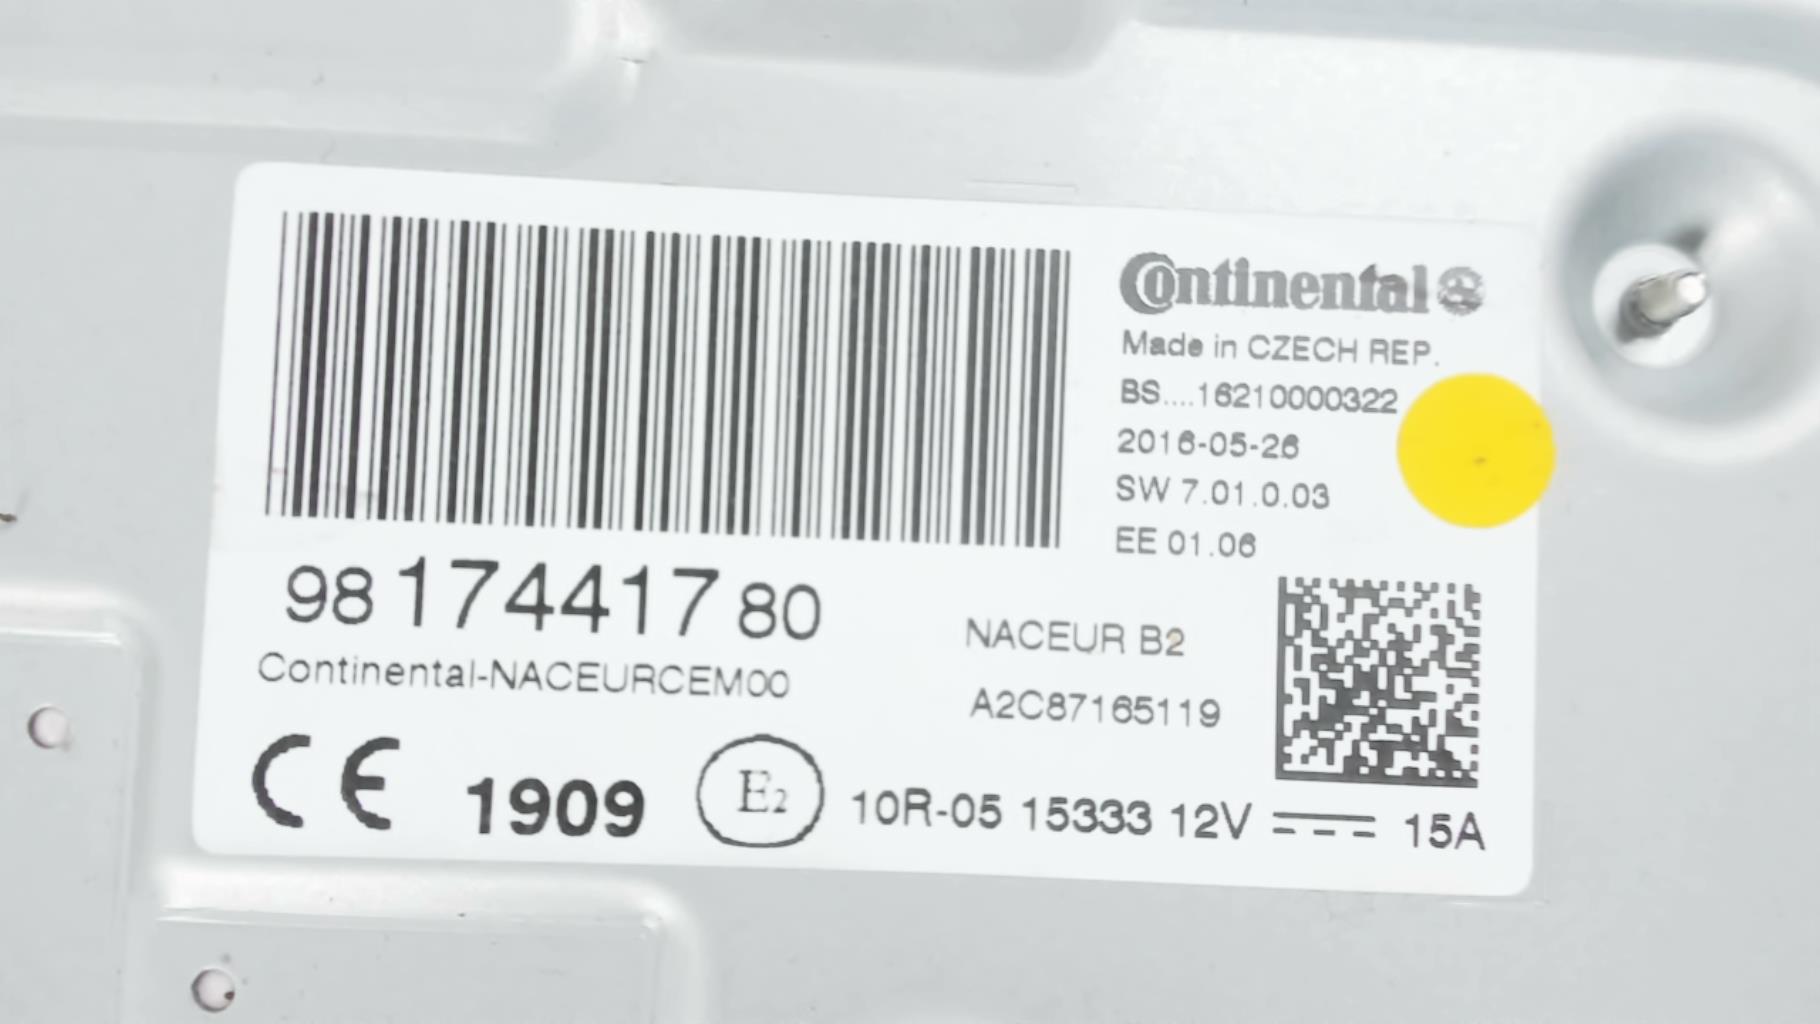 Continental
Made in CZECH REP.
BS....16210000322
2016-05-26
SW 7.01.0.03
EE 01.06
98 1744417 80
Continental-NACEURCEM00
NACEUR B2
A2C87165119
CE 1909 E2 10R-05 15333 12V 15A